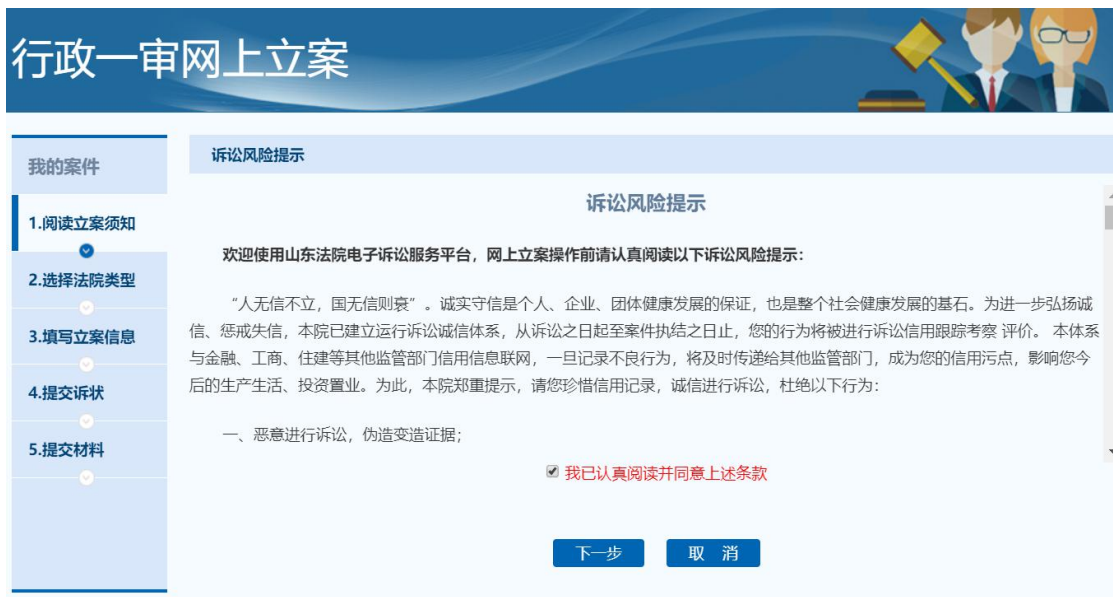 行政一审网上立案
我的案件
1.阅读立案须知
2.选择法院类型
3.填写立案信息
4.提交诉状
5.提交材料
诉讼风险提示
诉讼风险提示
欢迎使用山东法院电子诉讼服务平台，网上立案操作前请认真阅读以下诉讼风险提示：
“人无信不立，国无信则衰”。诚实守信是个人、企业、团体健康发展的保证，也是整个社会健康发展的基石。为进一步弘扬诚
信、惩戒失信，本院已建立运行诉讼诚信体系，从诉讼之日起至案件执结之日止，您的行为将被进行诉讼信用跟踪考察 评价。 本体系
与金融、工商、住建等其他监管部门信用信息联网，一旦记录不良行为，将及时传递给其他监管部门，成为您的信用污点，影响您今
后的生产生活、投资置业。为此，本院郑重提示，请您珍惜信用记录，诚信进行诉讼，杜绝以下行为：
一、恶意进行诉讼，伪造变造证据；
我已认真阅读并同意上述条款
下一步
取 消